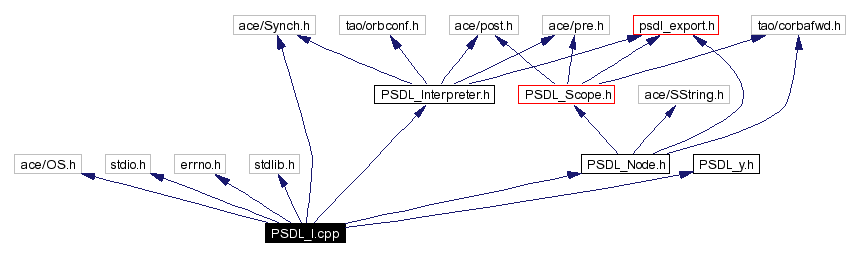 ace/Synch.h
tao/orbconf.h
ace/post.h
ace/pre.h
psdl_export.h
tao/corbafwd.h
PSDL_Interpreter.h
PSDL_Scope.h
ace/SString.h
ace/OS.h
stdio.h
errno.h
stdlib.h
PSDL_Node.h
PSDL_y.h
PSDL_l.cpp